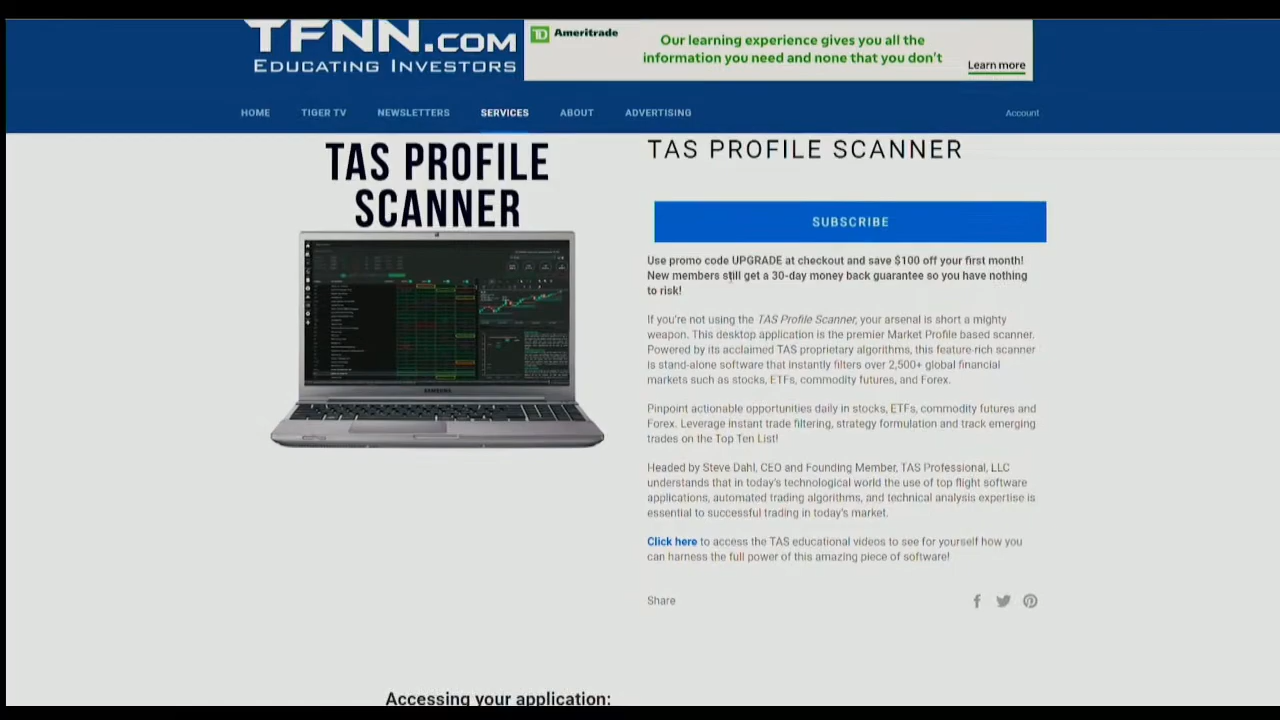 TFNN.COM
EDUCATING INVESTORS
TD Ameritrade
Our learning experience gives you all the
information you need and none that you don't
Learn more
HOME TIGER TV NEWSLETTERS SERVICES ABOUT ADVERTISING Account
TAS PROFILE
SCANNER
SAMSUNG
TAS PROFILE SCANNER
SUBSCRIBE
Use promo code UPGRADE at checkout and save $100 off your first month!
New members still get a 30-day money back guarantee so you have nothing
to risk!
If you're not using the TAS Profile Scanner, your arsenal is short a mighty
weapon. This desktop application is the premier Market Profile based scanner.
Powered by its acclaimed TAS proprietary algorithms, this feature-rich scanner
is stand-alone software that instantly filters over 2,500+ global financial
markets such as stocks, ETFs, commodity futures, and Forex.
Pinpoint actionable opportunities daily in stocks, ETFs, commodity futures and
Forex. Leverage instant trade filtering, strategy formulation and track emerging
trades on the Top Ten List!
Headed by Steve Dahl, CEO and Founding Member, TAS Professional, LLC
understands that in today's technological world the use of top flight software
applications, automated trading algorithms, and technical analysis expertise is
essential to successful trading in today's market.
Click here to access the TAS educational videos to see for yourself how you
can harness the full power of this amazing piece of software!
Share
Accessing your application: